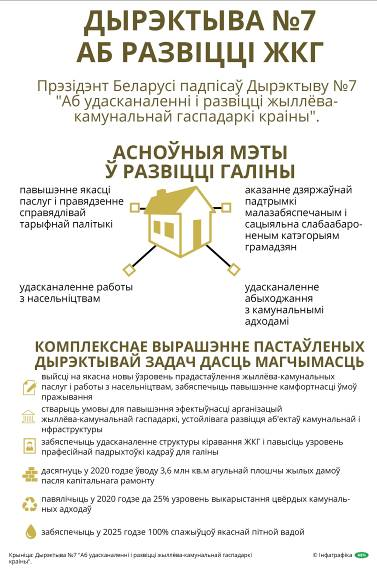 ДЫРЭКТЫВА №7
АБ РАЗВІЦЦІ ЖКГ
Прэзідэнт Беларусі падпісаў Дырэктыву №7
"Аб удасканаленні і развіцці жыллёва-
камунальнай гаспадаркі краіны".
АСНОЎНЫЯ МЭТЫ
Ў РАЗВІЦЦІ ГАЛІНЫ
павышэнне якасці
паслуг і правядзенне
справядлівай
тарыфнай палітыкі
аказанне дзяржаўнай
падтрымкі
малазабяспечаным і
сацыяльна слабаабаро-
неным катэгорыям
грамадзян
удасканаленне работы
з насельніцтвам
удасканаленне
абыходжання
з камунальнымі
адходамі
КОМПЛЕКСНАЕ ВЫРАШЭННЕ ПАСТАЎЛЕНЫХ
ДЫРЭКТЫВАЙ ЗАДАЧ ДАСЦЬ МАГЧЫМАСЦЬ
выйсці на якасна новы ўзровень прадастаўлення жыллёва-камунальных
паслуг і работы з насельніцтвам, забяспечыць павышэнне камфортнасці ўмоў
пражывання
стварыць умовы для павышэння эфектыўнасці арганізацый
жыллёва-камунальнай гаспадаркі, устойлівага развіцця аб'ектаў камунальнай і
нфраструктуры
забяспечыць удасканаленне структуры кіравання ЖКГ і павысіць узровень
прафесійнай падрыхтоўкі кадраў для галіны
дасягнуць у 2020 годзе ўводу 3,6 млн кв.м агульнай плошчы жылых дамоў
пасля капітальнага рамонту
павялічыць у 2020 годзе да 25% узровень выкарыстання цвёрдых камуналь-
ных адходаў
забяспечыць у 2025 годзе 100% спажыўцоў якаснай пітной вадой
Крыніца: Дырэктыва №7 "Аб удасканаленні і развіцці жыллёва-камунальнай гаспадаркі
краіны".
© Інфаграфіка